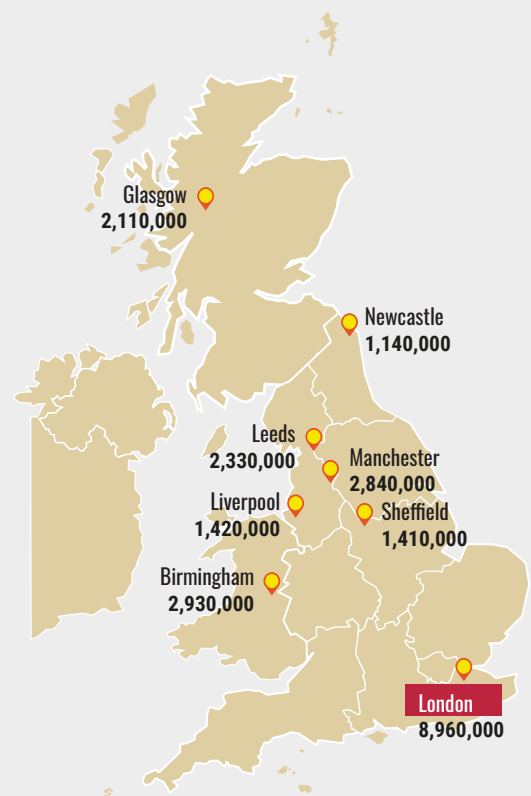 Glasgow
2,110,000
Newcastle
1,140,000
Leeds
2,330,000
Manchester
2,840,000
Liverpool
1,420,000
Sheffield
1,410,000
Birmingham
2,930,000
London
8,960,000